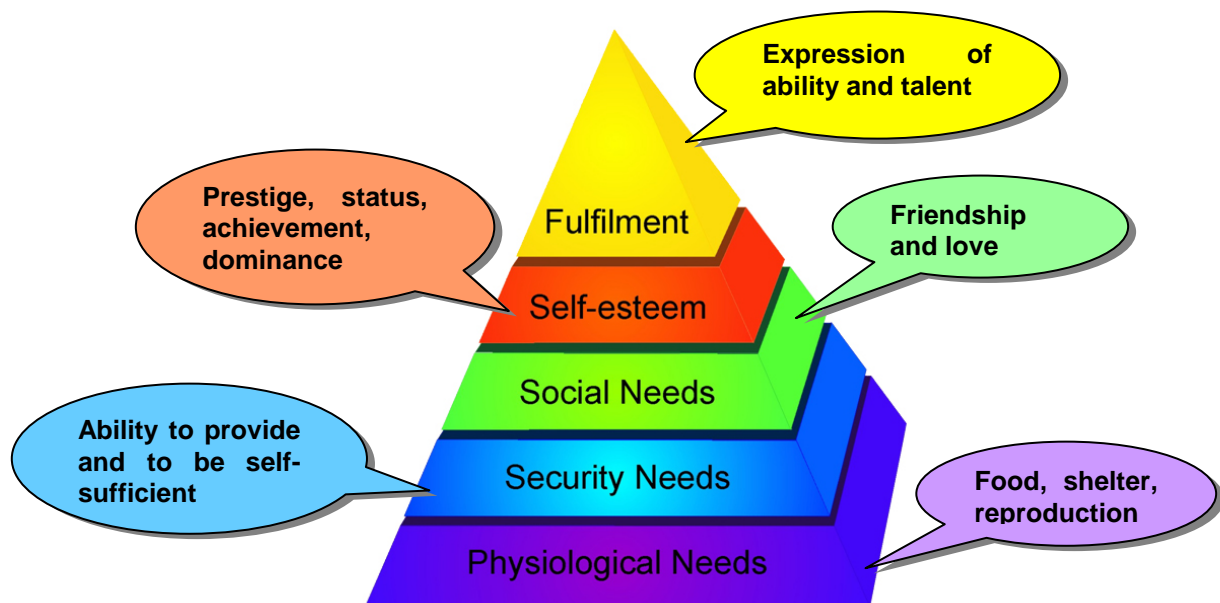 Expression of
ability and talent
Prestige, status,
achievement,
dominance
Fulfilment
Friendship
and love
Self-esteem
Social Needs
Ability to provide
and to be self-
sufficient
Security Needs
Food, shelter,
reproduction
Physiological Needs